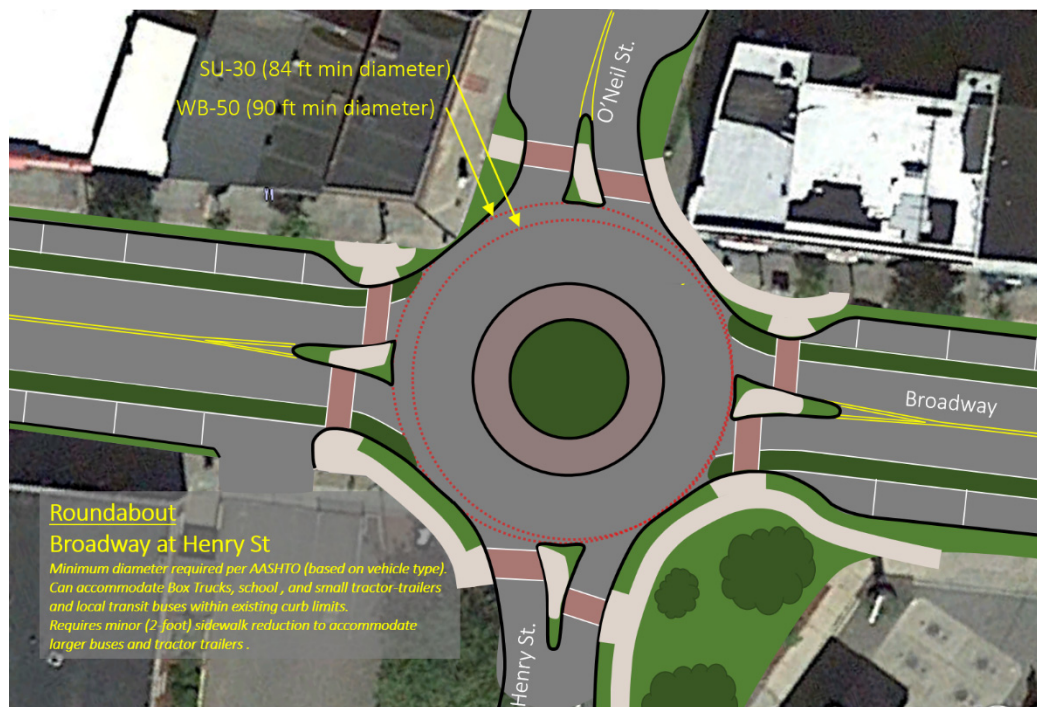 SU-30 (84 ft min diameter)
WB-50 (90 ft min diameter)
O'Neil St.
Broadway
Roundabout
Broadway at Henry St
Minimum diameter required per AASHTO (based on vehicle type).
Can accommodate Box Trucks, school , and small tractor-trailers
and local transit buses within existing curb limits.
Requires minor (2-foot) sidewalk reduction to accommodate
larger buses and tractor trailers .
Henry St.